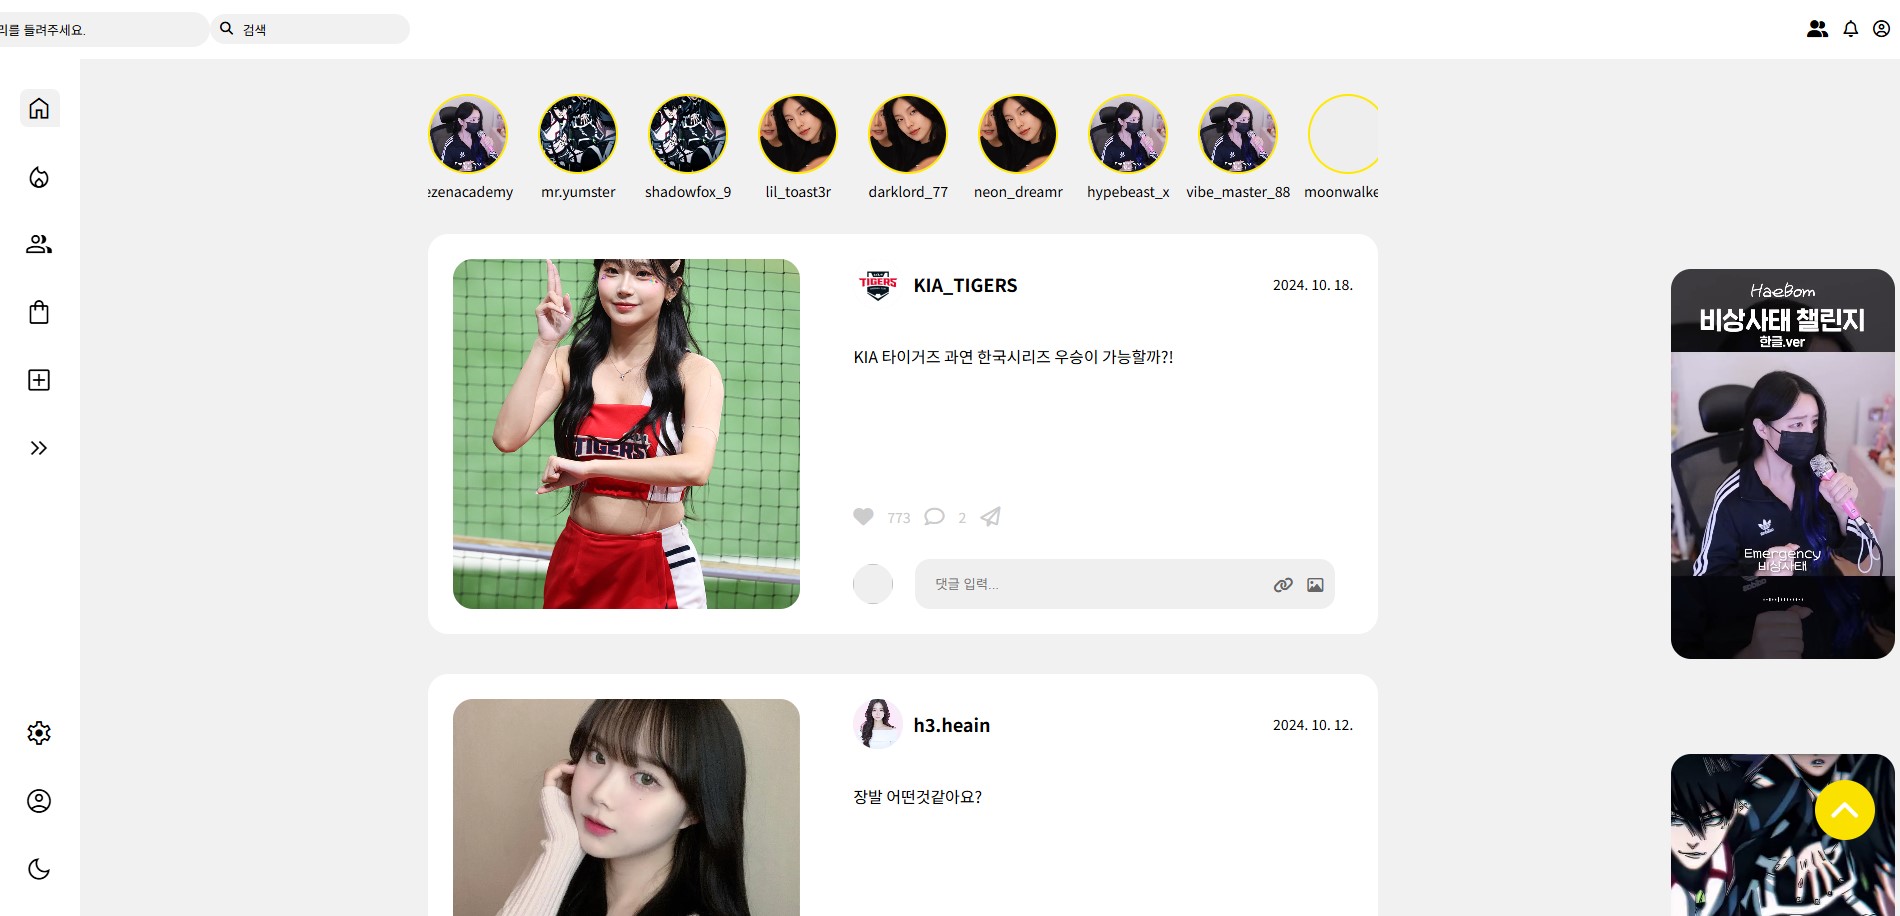 리를 들려주세요.
검색
ezenacademy
mr.yumster
shadowfox_9
lil_toast3r
darklord_77
neon_dreamr
hypebeast_x
vibe_master_88
moonwalke
TIGERS
KIA_TIGERS
2024. 10. 18.
KIA 타이거즈 과연 한국시리즈 우승이 가능할까?!
TIGERS
773
2
댓글 입력...
HaeBom
비상사태 챌린지
한글.ver
Emergency
비상사태
h3.heain
2024. 10. 12.
장발 어떤것같아요?